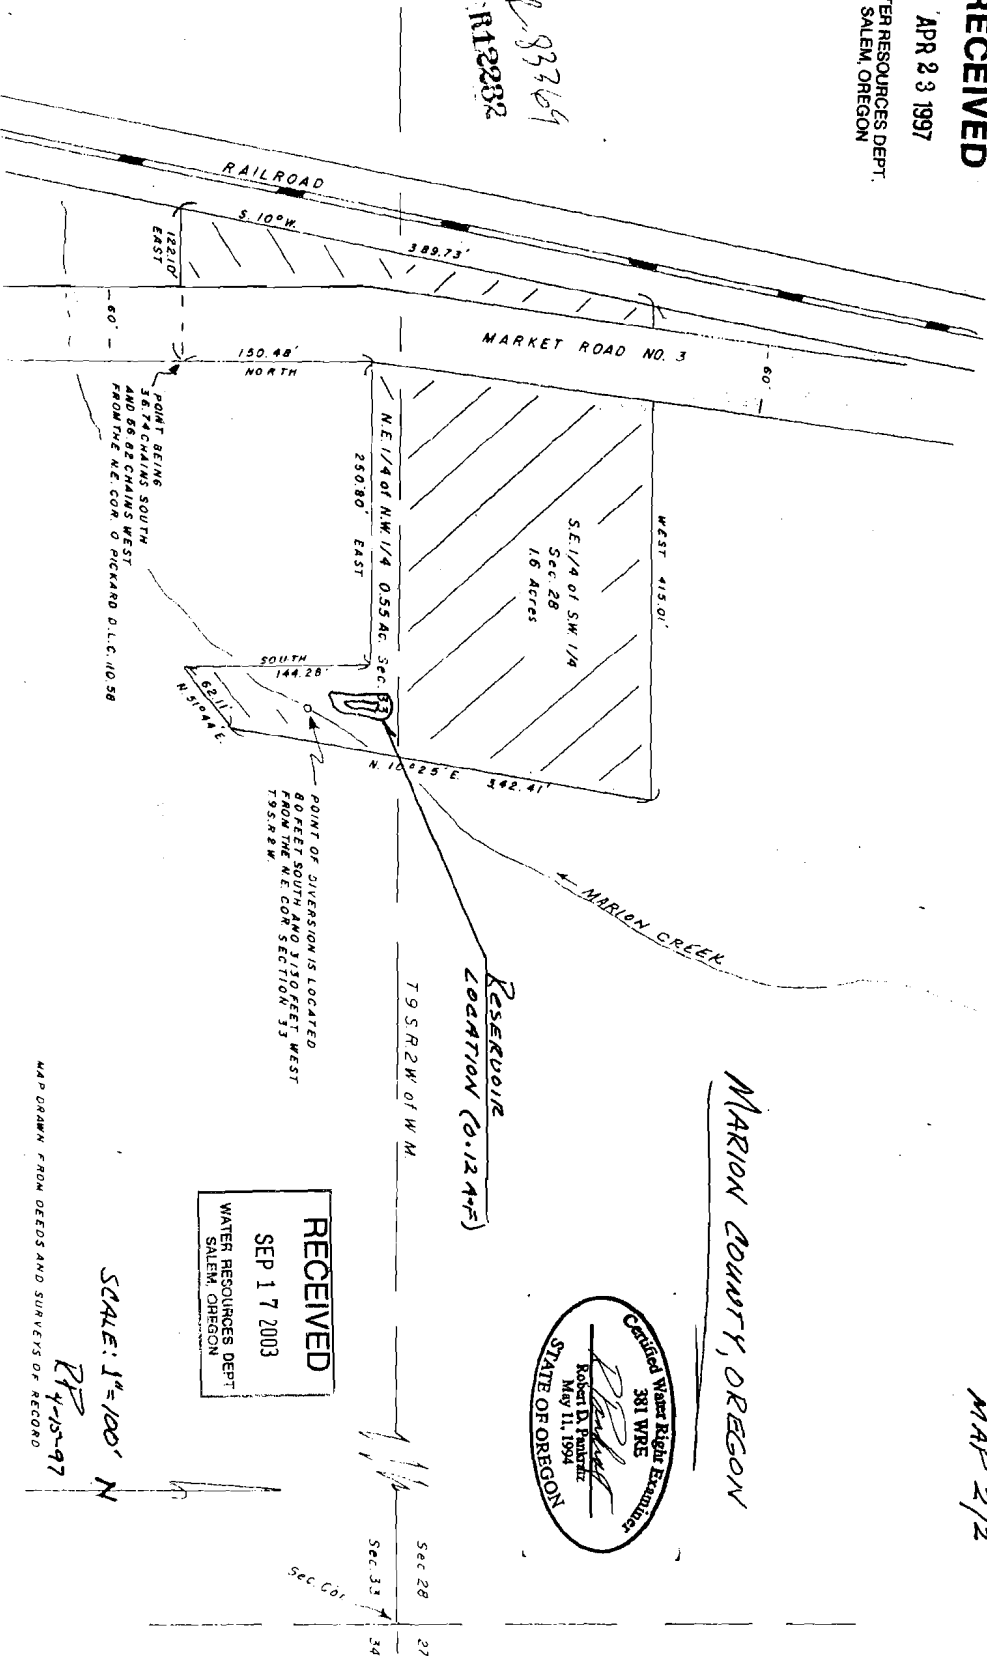 RECEIVED
APR 23 1997
TER RESOURCES DEPT.
SALEM, OREGON
R12282
MAP 2/2
MARION COUNTY, OREGON
RAILROAD
S. 10° W.
389.73'
122.10'
EAST
60'
MARKET ROAD NO. 3
60'
150.48'
NORTH
POINT BEING
36.74 CHAINS SOUTH
AND 56.82 CHAINS WEST
FROM THE N.E. COR. O PICKARD D.L.C. NO. 58
WEST 415.01'
S.E. 1/4 of S.W. 1/4
Sec. 28
1.6 Acres
N.E. 1/4 of N.W. 1/4 0.55 Ac. Sec. 33
250.80' EAST
SOUTH
144.28'
62.11'
N. 51°44' E.
N. 10°25' E.
342.41'
POINT OF DIVERSION IS LOCATED
80 FEET SOUTH AND 3130 FEET WEST
FROM THE N.E. COR. SECTION 33
T9S.R2W.
MARION CREEK
RESERVOIR
LOCATION (0.12 A-F)
T9S.R2W of W.M.
Certified Water Right Examiner
381 WRE
Robert D. Pankratz
May 11, 1994
STATE OF OREGON
RECEIVED
SEP 17 2003
WATER RESOURCES DEPT
SALEM, OREGON
Sec 28
27
Sec. 33
34
Sec. Cor.
SCALE: 1"=100'
N
RP
4-15-97
MAP DRAWN FROM DEEDS AND SURVEYS OF RECORD